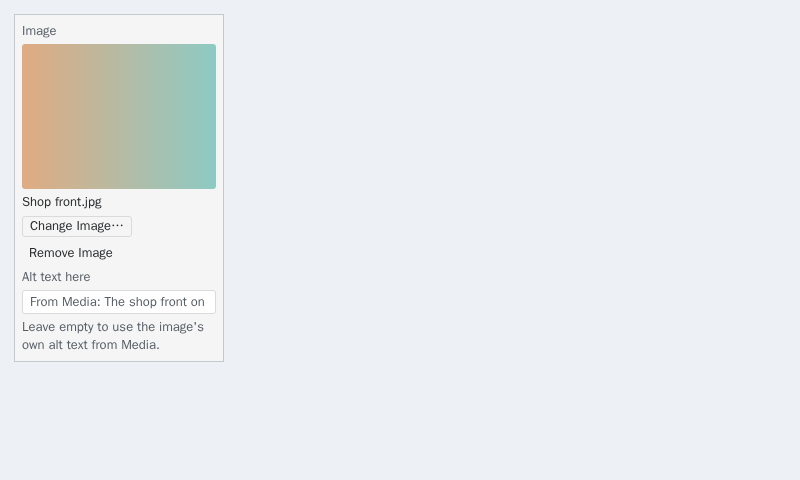 Image
Shop front.jpg
Change Image⋯
Remove Image
Alt text here
From Media: The shop front on
Leave empty to use the image's
own alt text from Media.